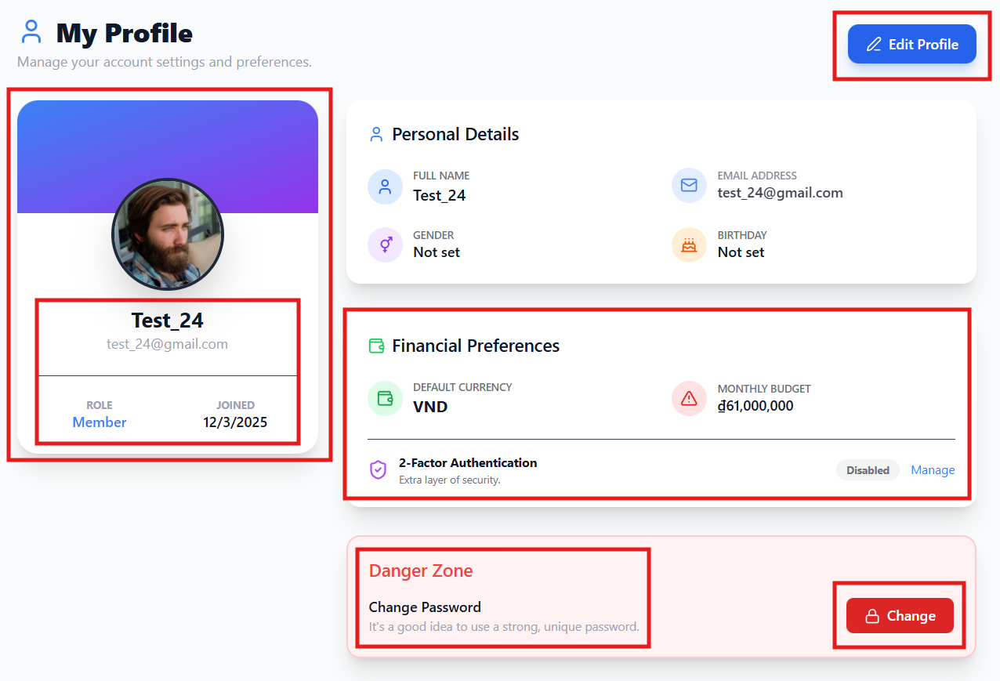 My Profile
Manage your account settings and preferences.
Edit Profile
Test_24
test_24@gmail.com
ROLE
Member
JOINED
12/3/2025
Personal Details
FULL NAME
Test_24
EMAIL ADDRESS
test_24@gmail.com
GENDER
Not set
BIRTHDAY
Not set
Financial Preferences
DEFAULT CURRENCY
VND
MONTHLY BUDGET
₫61,000,000
2-Factor Authentication
Extra layer of security.
Disabled
Manage
Danger Zone
Change Password
It's a good idea to use a strong, unique password.
Change